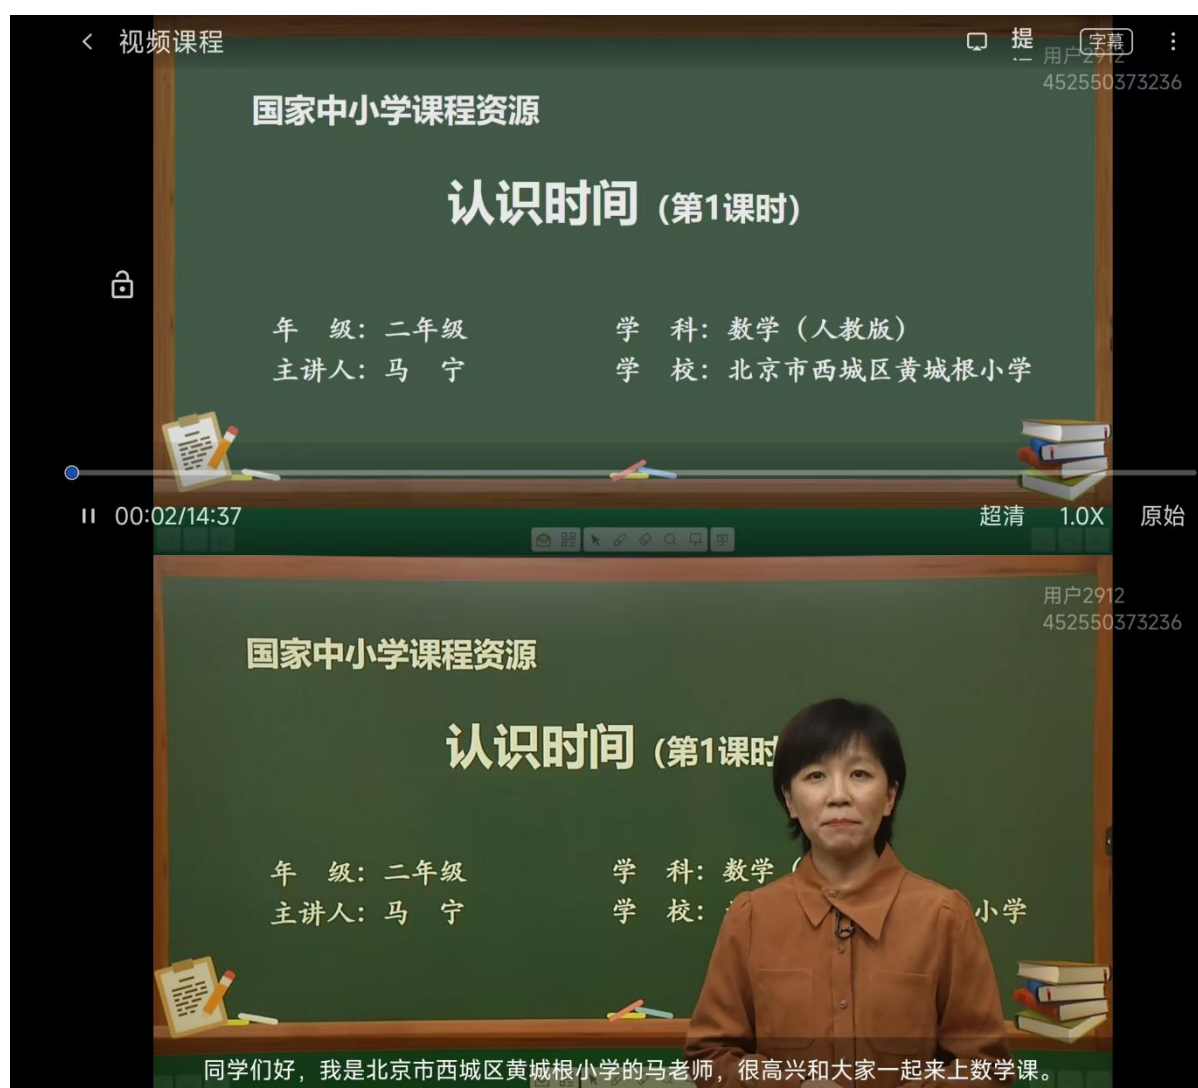 视频课程
提
字幕
用户2912
452550373236
国家中小学课程资源
认识时间（第1课时）
年 级：二年级
学 科：数学（人教版）
主讲人：马 宁
学 校：北京市西城区黄城根小学
00:02/14:37
超清
1.0X
原始
用户2912
452550373236
国家中小学课程资源
认识时间（第1课时
年 级：二年级
学 科：数学（
主讲人：马 宁
学 校：
小学
同学们好，我是北京市西城区黄城根小学的马老师，很高兴和大家一起来上数学课。